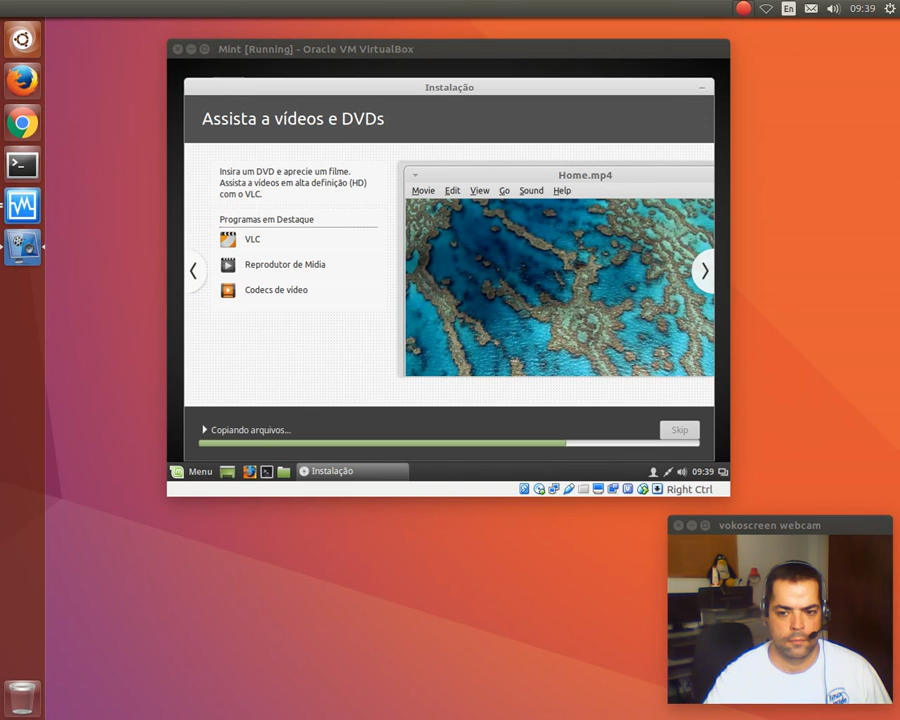 En
09:39
Mint [Running] - Oracle VM VirtualBox
Instalação
Assista a vídeos e DVDs
Insira um DVD e aprecie um filme.
Assista a vídeos em alta definição (HD)
com o VLC.
Programas em Destaque
VLC
Reprodutor de Mídia
Codecs de vídeo
Home.mp4
Movie Edit View Go Sound Help
Copiando arquivos...
Skip
Menu
Instalação
09:39
Right Ctrl
vokoscreen webcam